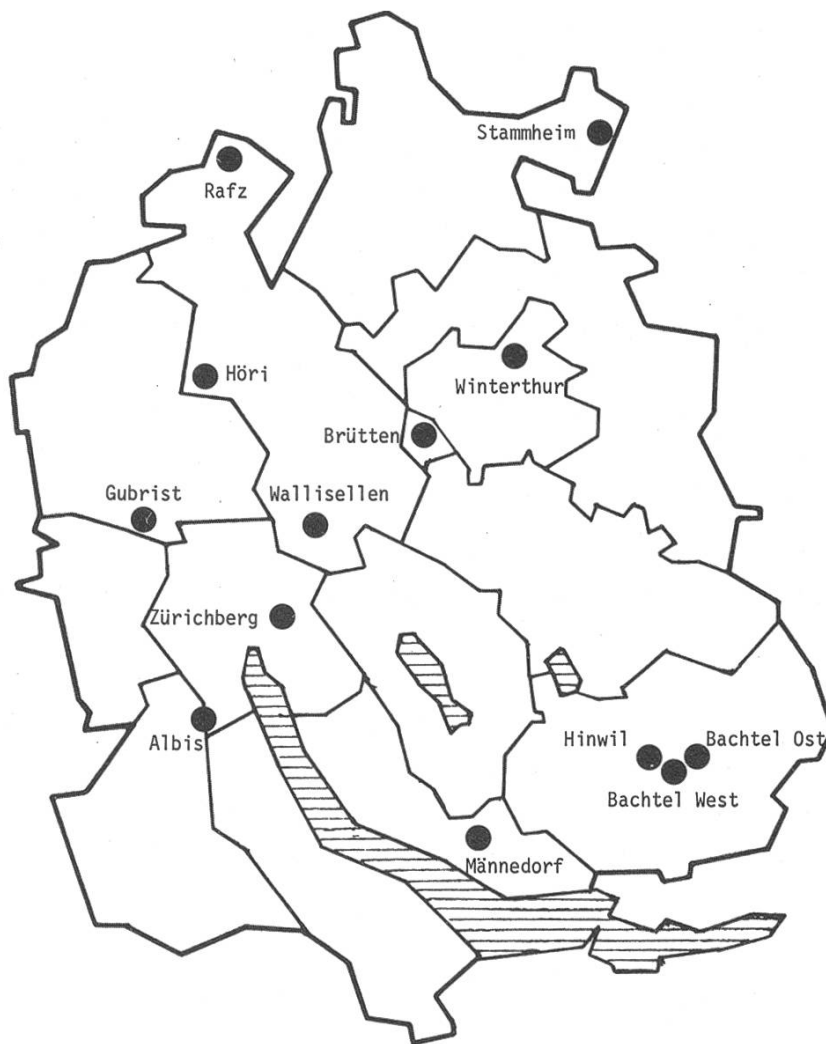 Stammheim
Rafz
Höri
Winterthur
Brütten
Gubrist
Wallisellen
Zürichberg
Albis
Hinwil
Bachtel Ost
Bachtel West
Männedorf